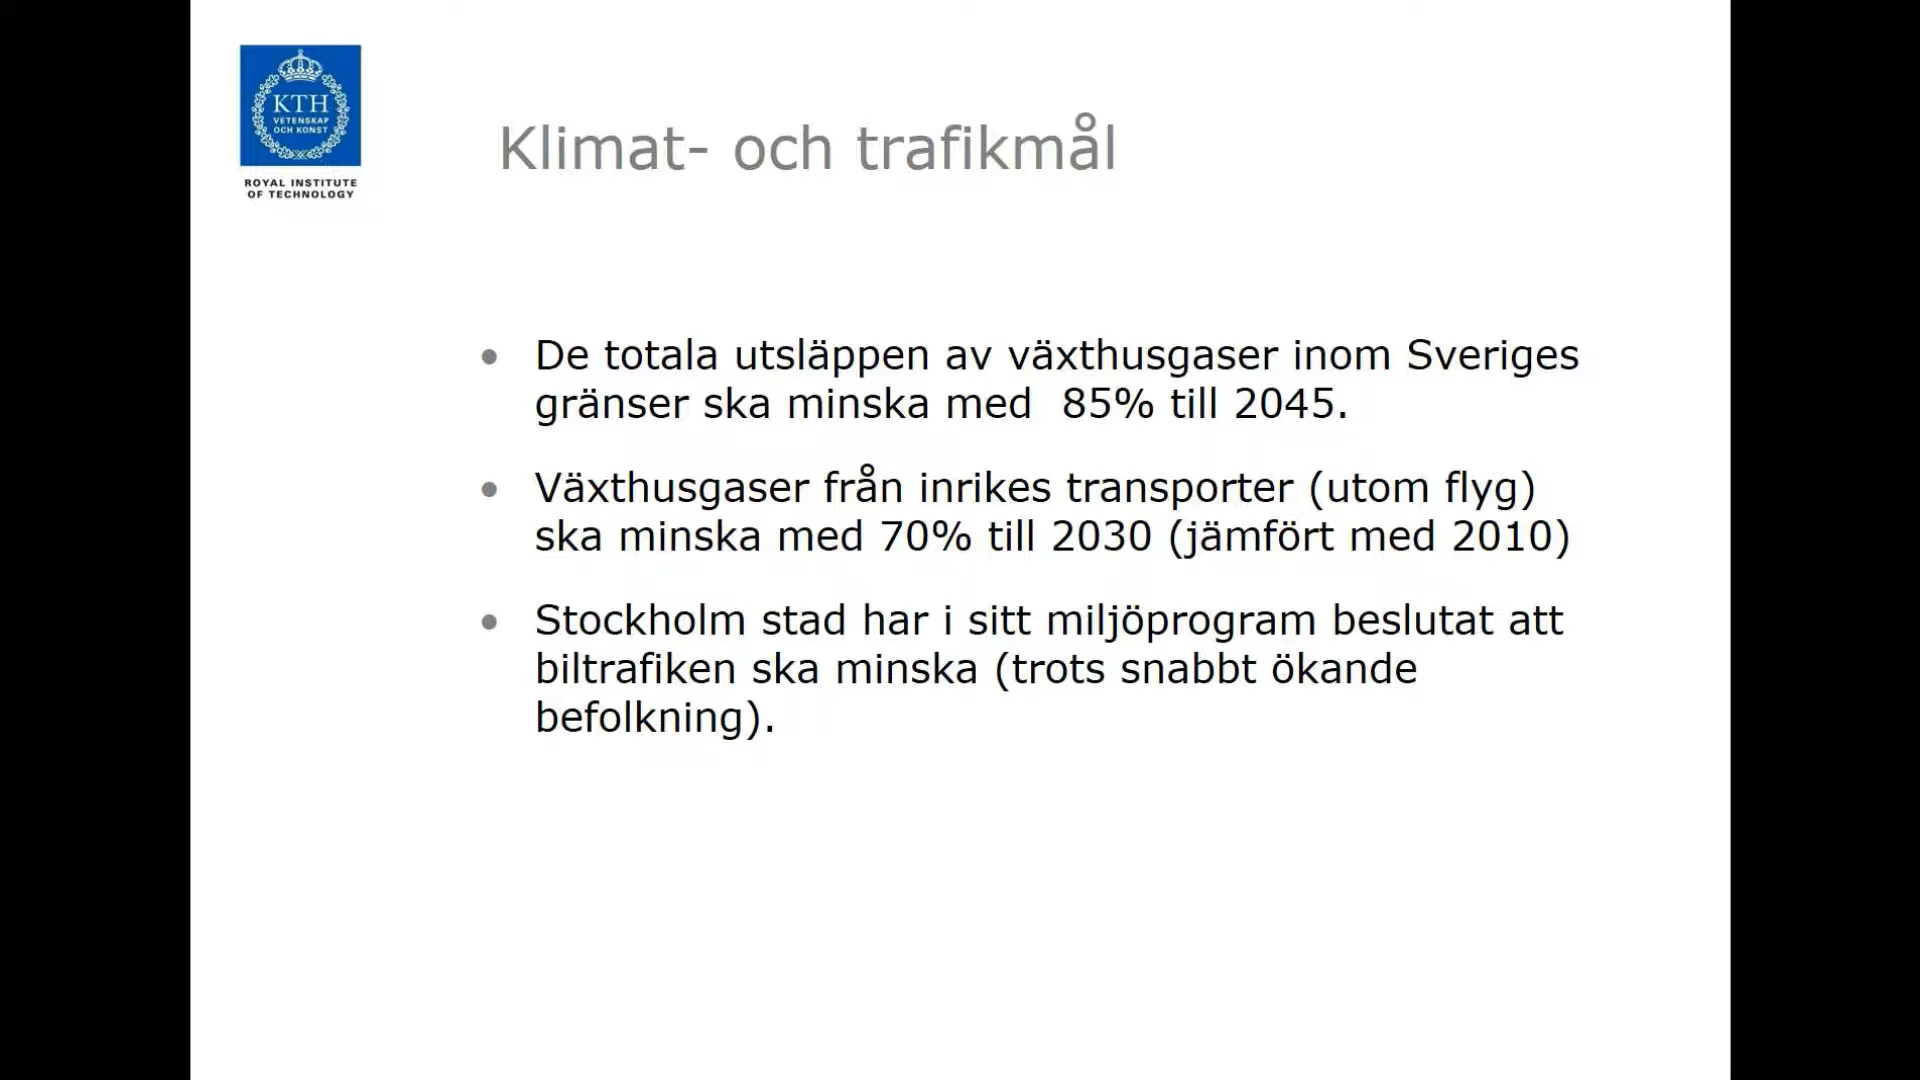 KTH
VETENSKAP
OCH KONST
ROYAL INSTITUTE
OF TECHNOLOGY
Klimat- och trafikmål
• De totala utsläppen av växthusgaser inom Sveriges
gränser ska minska med  85% till 2045.
• Växthusgaser från inrikes transporter (utom flyg)
ska minska med 70% till 2030 (jämfört med 2010)
• Stockholm stad har i sitt miljöprogram beslutat att
biltrafiken ska minska (trots snabbt ökande
befolkning).